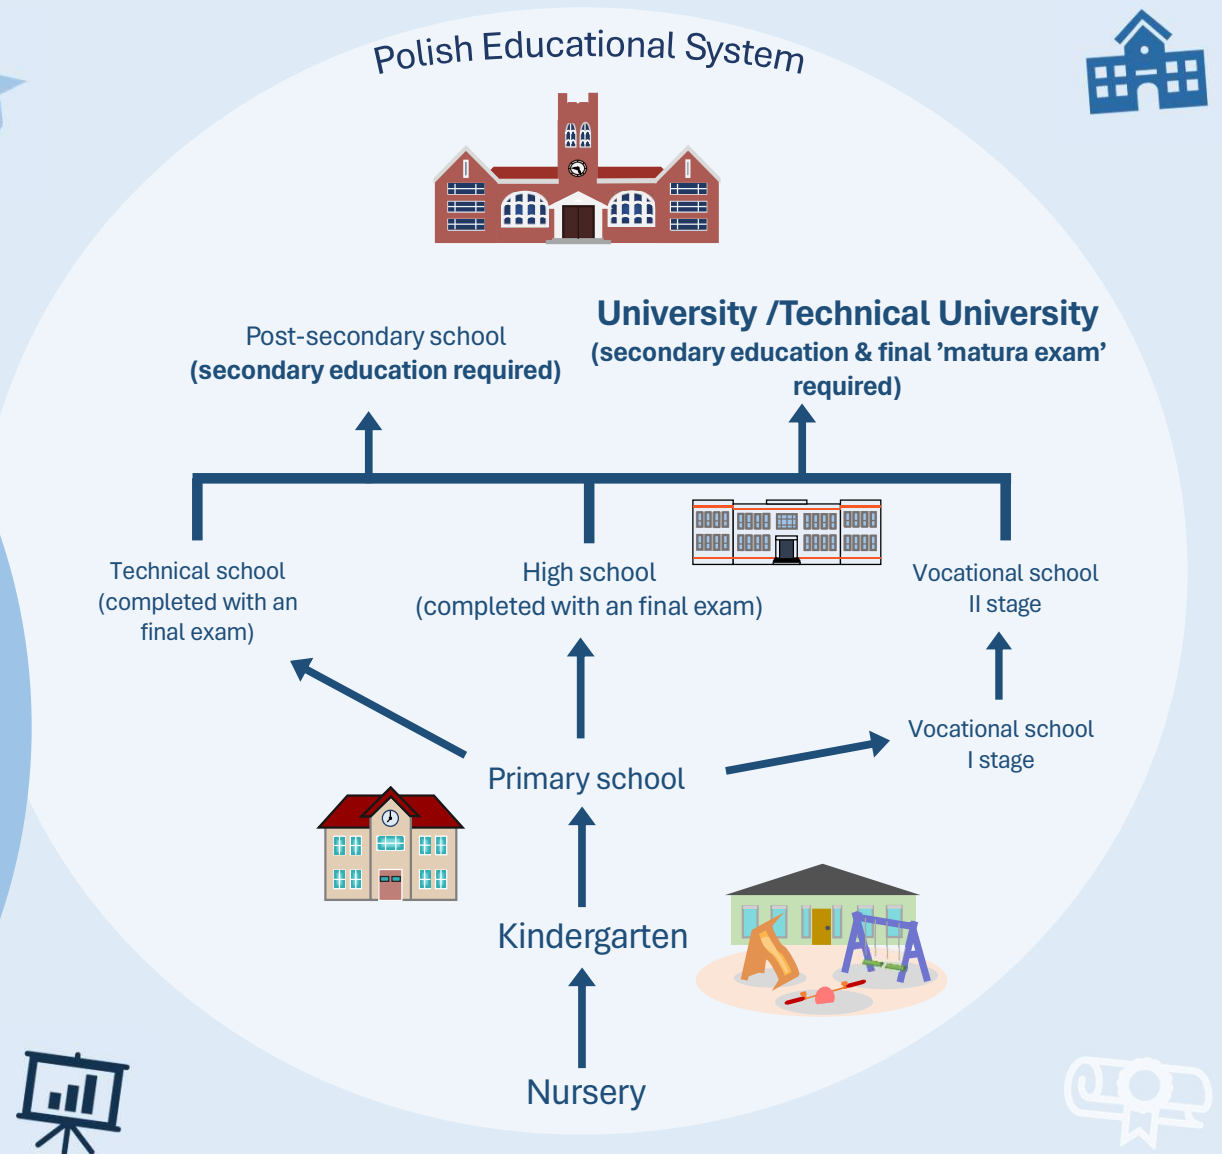 Polish Educational System
Post-secondary school
(secondary education required)
University /Technical University
(secondary education & final ’matura exam’
required)
Technical school
(completed with an
final exam)
High school
(completed with an final exam)
Vocational school
II stage
Vocational school
I stage
Primary school
Kindergarten
Nursery